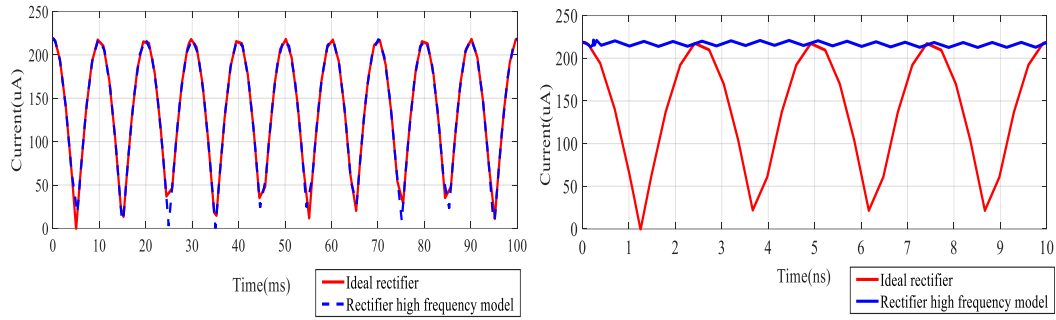 250
200
150
100
50
0
Current(uA)
0 10 20 30 40 50 60 70 80 90 100
Time(ms)
Ideal rectifier
Rectifier high frequency model
250
200
150
100
50
0
Current(uA)
0 1 2 3 4 5 6 7 8 9 10
Time(ns)
Ideal rectifier
Rectifier high frequency model